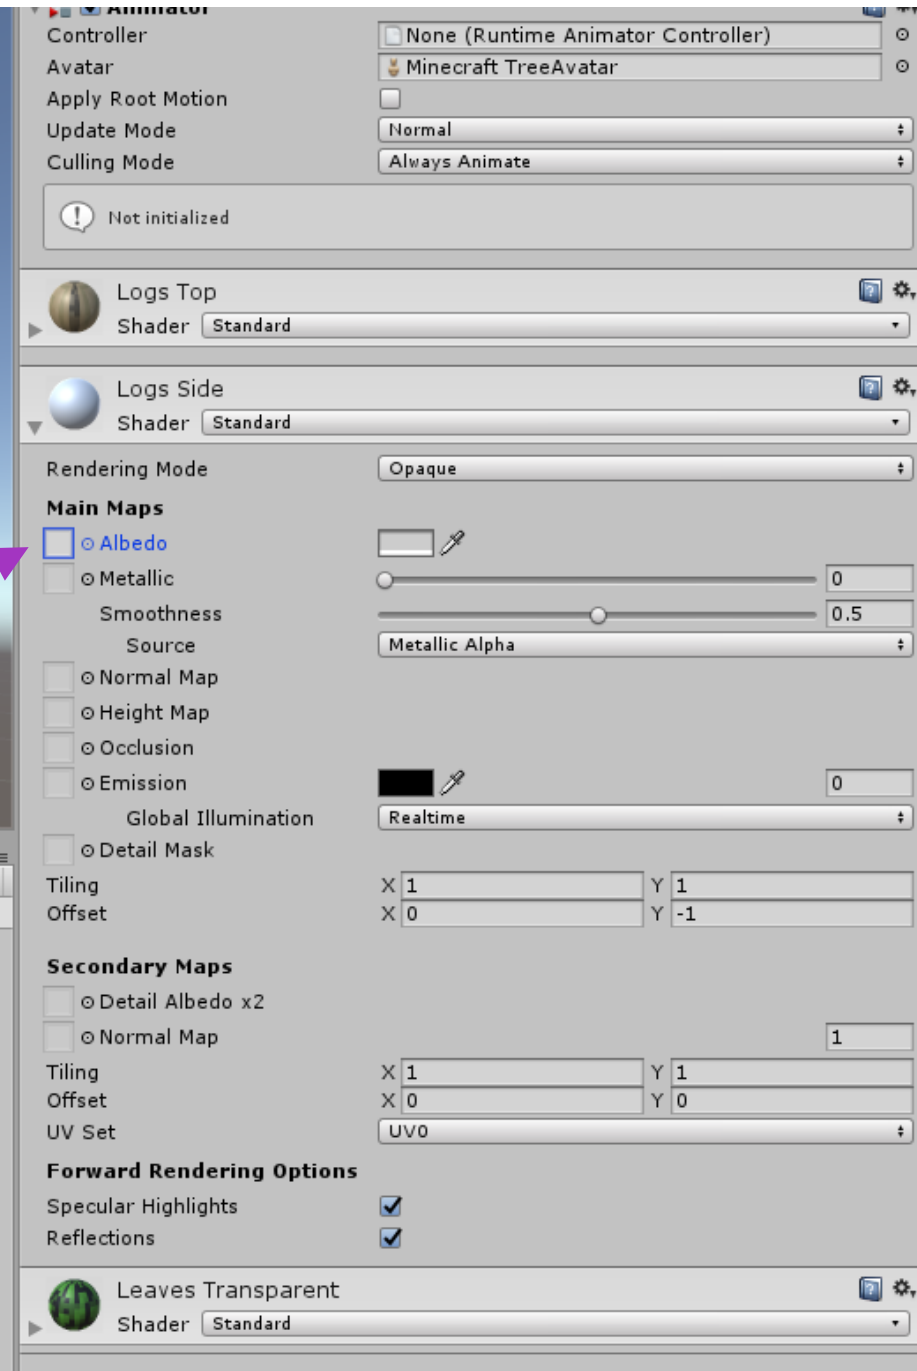 Animator
Controller None (Runtime Animator Controller)
Avatar Minecraft TreeAvatar
Apply Root Motion
Update Mode Normal
Culling Mode Always Animate
Not initialized
Logs Top
Shader Standard
Logs Side
Shader Standard
Rendering Mode Opaque
Main Maps
Albedo
Metallic 0
Smoothness 0.5
Source Metallic Alpha
Normal Map
Height Map
Occlusion
Emission 0
Global Illumination Realtime
Detail Mask
Tiling X 1 Y 1
Offset X 0 Y -1
Secondary Maps
Detail Albedo x2
Normal Map 1
Tiling X 1 Y 1
Offset X 0 Y 0
UV Set UV0
Forward Rendering Options
Specular Highlights
Reflections
Leaves Transparent
Shader Standard